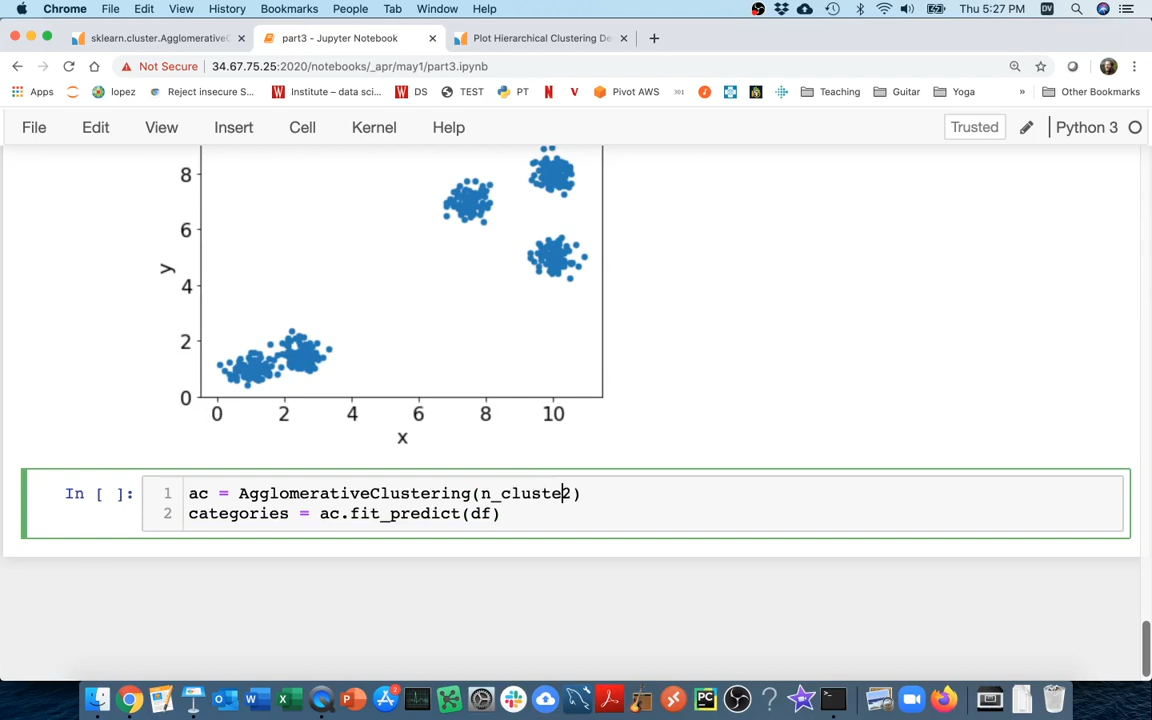 Chrome File Edit View History Bookmarks People Tab Window Help Thu 5:27 PM DV
sklearn.cluster.AgglomerativeC part3 - Jupyter Notebook Plot Hierarchical Clustering De
Not Secure 34.67.75.25:2020/notebooks/_apr/may1/part3.ipynb
Apps lopez Reject insecure S... Institute – data sci... DS TEST PT Pivot AWS Teaching Guitar Yoga » Other Bookmarks
File Edit View Insert Cell Kernel Help Trusted Python 3
8
6
y
4
2
0
0 2 4 6 8 10
x
In [ ]: 1 ac = AgglomerativeClustering(n_cluste2)
2 categories = ac.fit_predict(df)